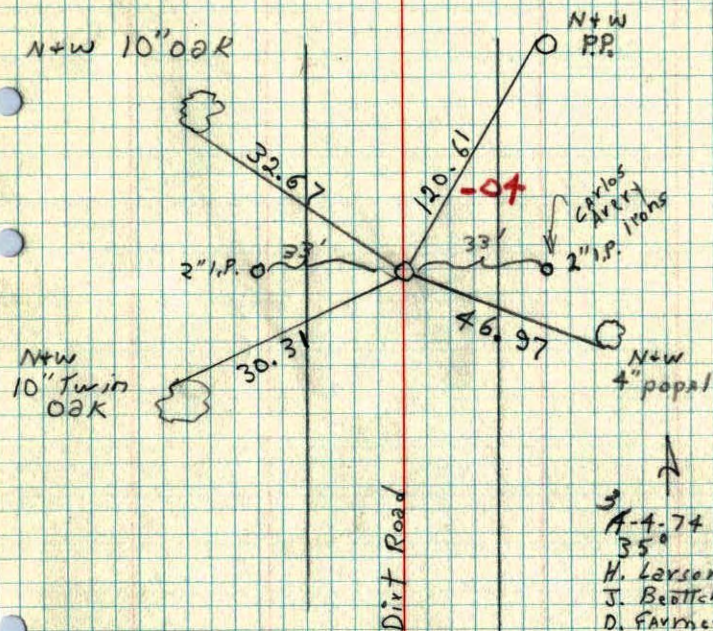 N+W 10" oak
N+W
P.P.
32.67
120.61
-04
Carlos
Avery
Irons
33'
33'
2" I.P.
2" I.P.
46.97
30.31
N+W
10" Twin
oak
N+W
4" popal
Dirt Road
3
4-4-74
35°
H. Larson
J.
D. Farmer